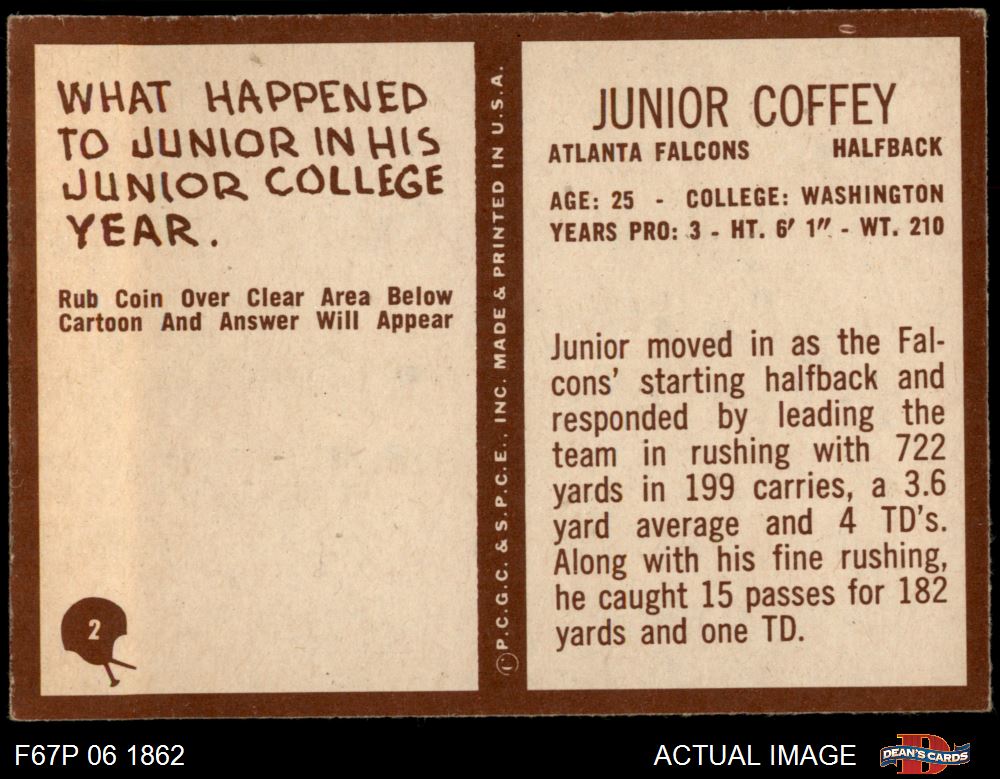 WHAT HAPPENED
TO JUNIOR IN HIS
JUNIOR COLLEGE
YEAR.
Rub Coin Over Clear Area Below
Cartoon And Answer Will Appear
2
© P.C.G.C. & S.P.C.E., INC. MADE & PRINTED IN U.S.A.
JUNIOR COFFEY
ATLANTA FALCONS HALFBACK
AGE: 25 - COLLEGE: WASHINGTON
YEARS PRO: 3 - HT. 6' 1" - WT. 210
Junior moved in as the Fal-
cons' starting halfback and
responded by leading the
team in rushing with 722
yards in 199 carries, a 3.6
yard average and 4 TD's.
Along with his fine rushing,
he caught 15 passes for 182
yards and one TD.
F67P 06 1862
ACTUAL IMAGE
D
DEAN'S CARDS